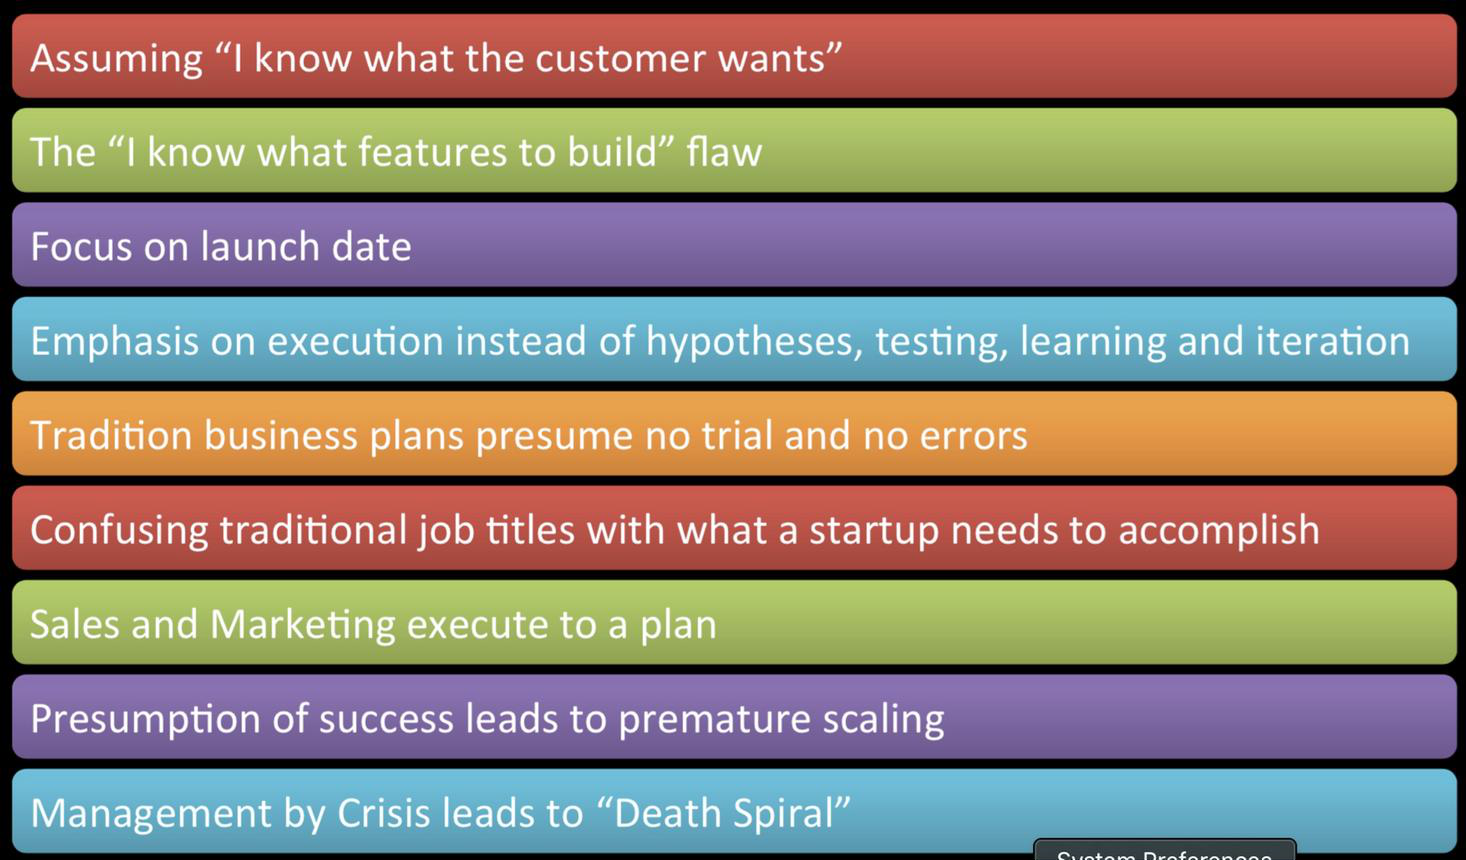 Assuming “I know what the customer wants”
The “I know what features to build” flaw
Focus on launch date
Emphasis on execution instead of hypotheses, testing, learning and iteration
Tradition business plans presume no trial and no errors
Confusing traditional job titles with what a startup needs to accomplish
Sales and Marketing execute to a plan
Presumption of success leads to premature scaling
Management by Crisis leads to “Death Spiral”
System Preferences